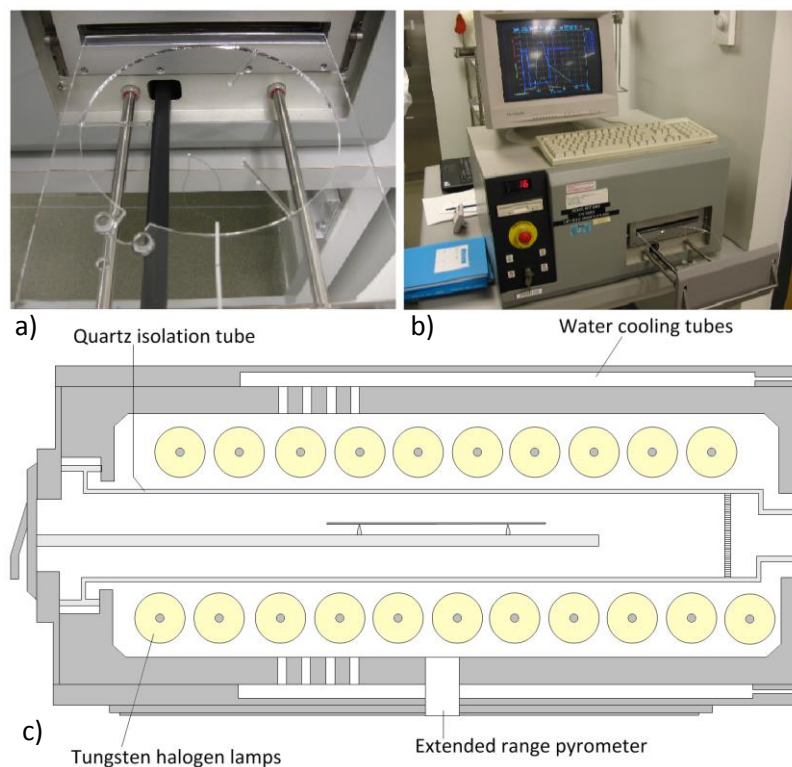 a)
b)
Quartz isolation tube
Water cooling tubes
c)
Tungsten halogen lamps
Extended range pyrometer